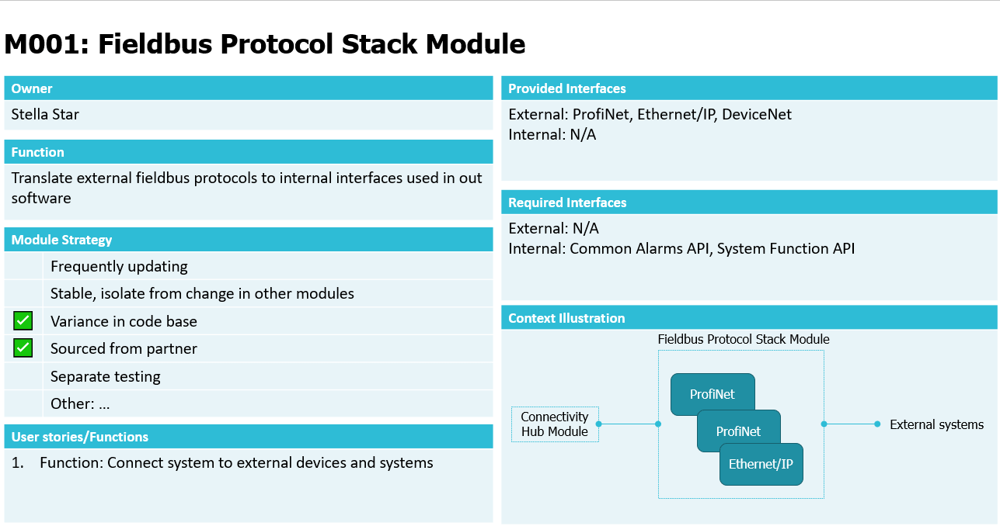 M001: Fieldbus Protocol Stack Module
Owner
Stella Star
Function
Translate external fieldbus protocols to internal interfaces used in out
software
Module Strategy
Frequently updating
Stable, isolate from change in other modules
Variance in code base
Sourced from partner
Separate testing
Other: ...
User stories/Functions
1. Function: Connect system to external devices and systems
Provided Interfaces
External: ProfiNet, Ethernet/IP, DeviceNet
Internal: N/A
Required Interfaces
External: N/A
Internal: Common Alarms API, System Function API
Context Illustration
Fieldbus Protocol Stack Module
ProfiNet
ProfiNet
Ethernet/IP
Connectivity
Hub Module
External systems